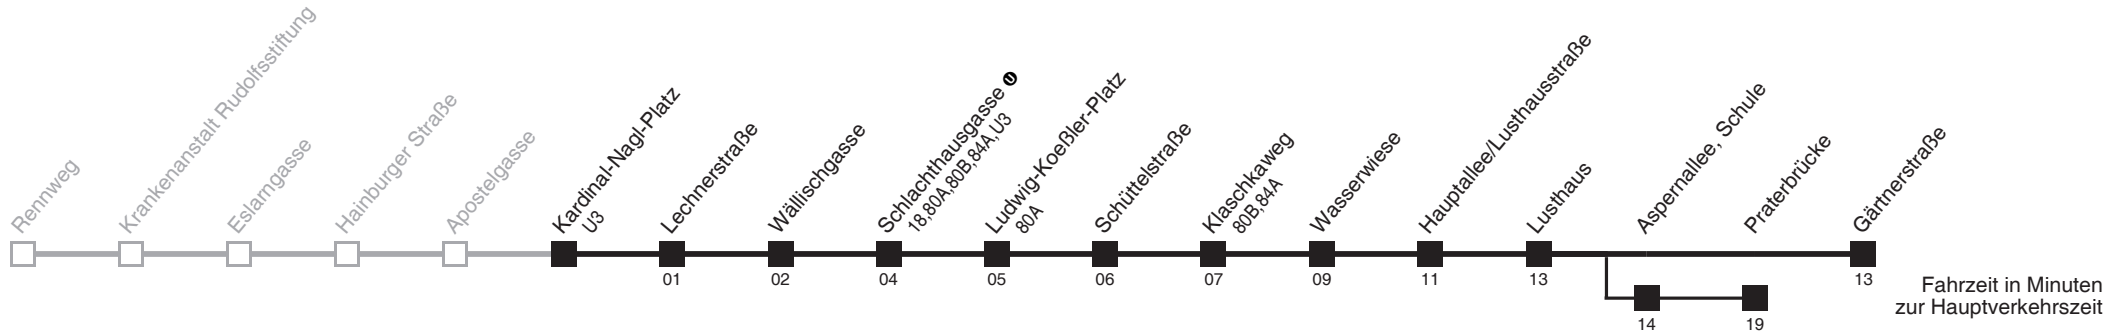 Rennweg
Krankenanstalt Rudolfsstiftung
Eslarngasse
Hainburger Straße
Apostelgasse
Kardinal-Nagl-Platz
U3
Lechnerstraße
01
Wällischgasse
02
Schlachthausgasse U
18,80A,80B,84A,U3
04
Ludwig-Koeßler-Platz
80A
05
Schüttelstraße
06
Klaschkaweg
80B,84A
07
Wasserwiese
09
Hauptallee/Lusthausstraße
11
Lusthaus
13
Aspernallee, Schule
14
Praterbrücke
19
Gärtnerstraße
13
Fahrzeit in Minuten
zur Hauptverkehrszeit